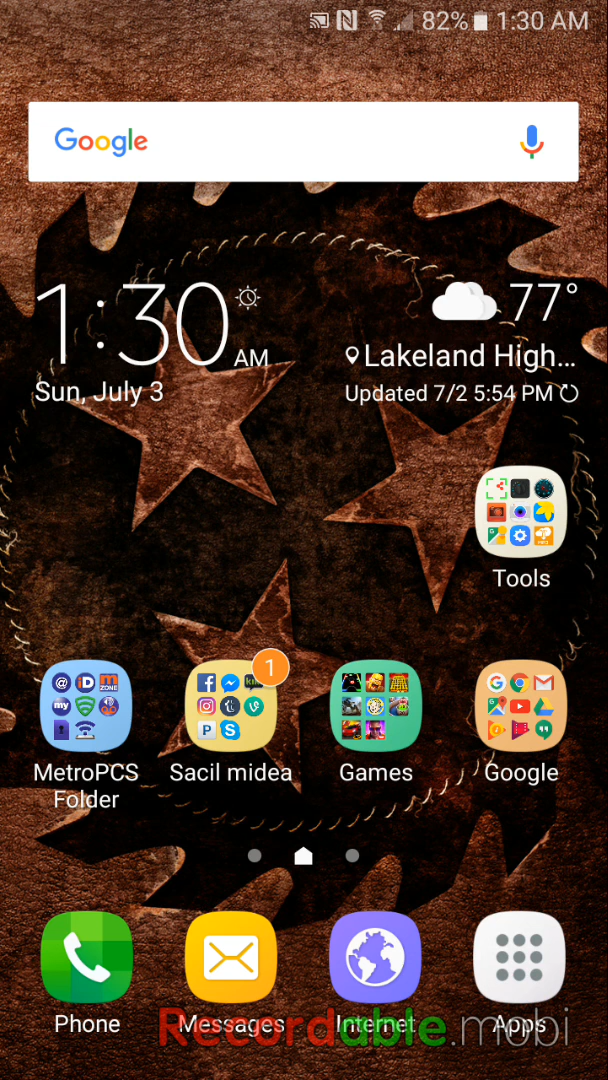 82% 1:30 AM
Google
1:30 AM
77°
Lakeland High...
Sun, July 3
Updated 7/2 5:54 PM
Tools
1
MetroPCS Folder
Sacil midea
Games
Google
Phone
Messages
Internet
Apps
Recordable.mobi